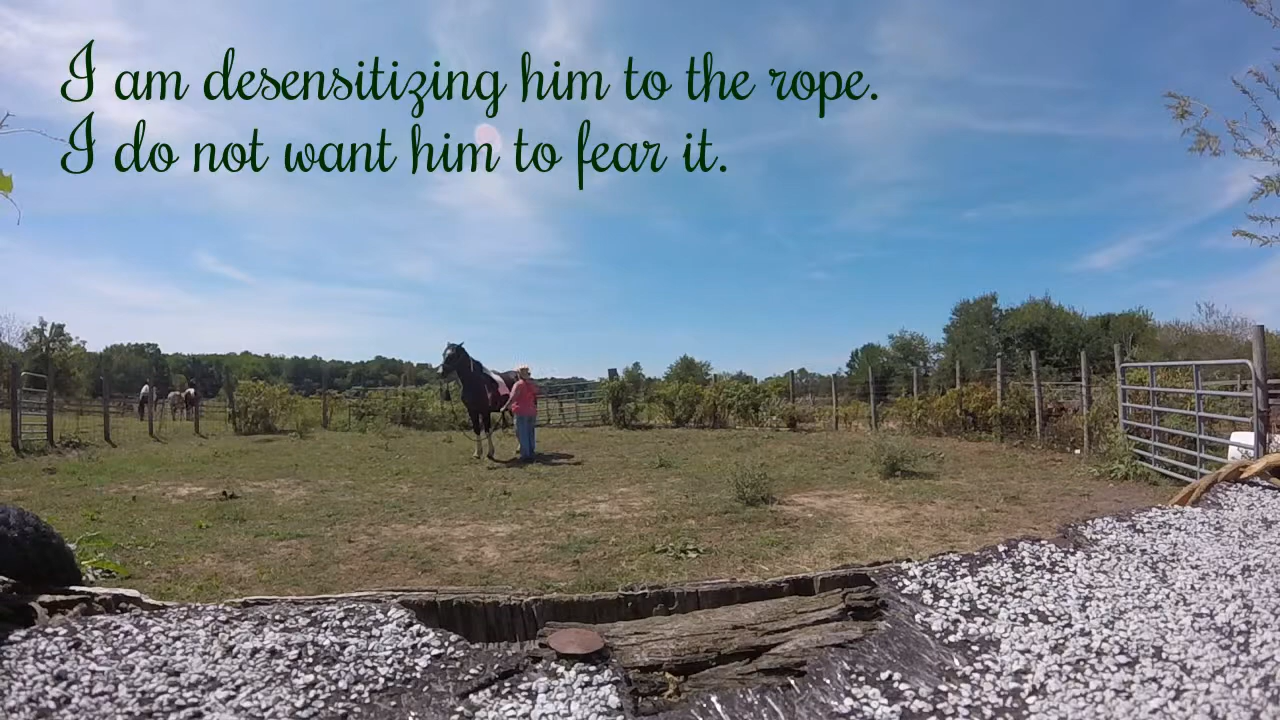 I am desensitizing him to the rope.
I do not want him to fear it.